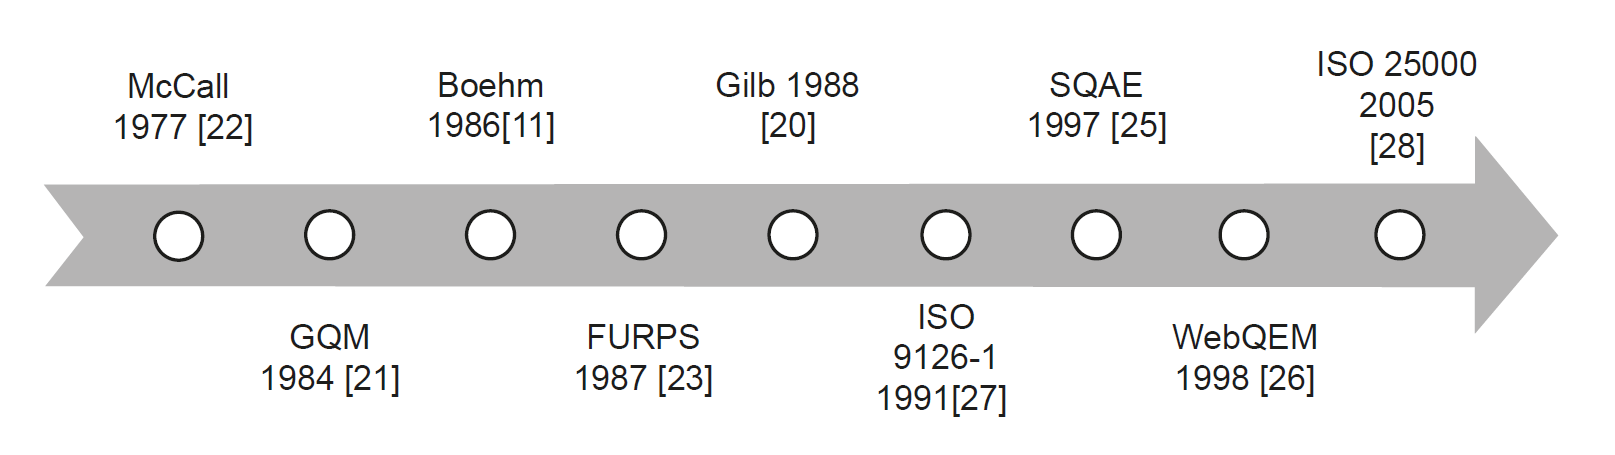 McCall
1977 [22]
Boehm
1986[11]
Gilb 1988
[20]
SQAE
1997 [25]
ISO 25000
2005
[28]
GQM
1984 [21]
FURPS
1987 [23]
ISO
9126-1
1991[27]
WebQEM
1998 [26]